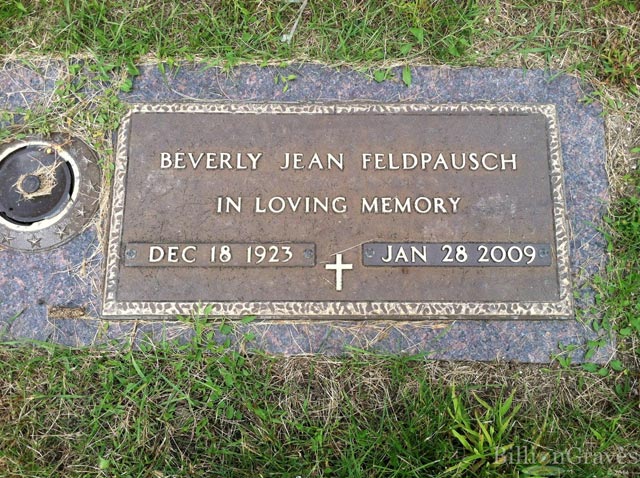 BEVERLY JEAN FELDPAUSCH
IN LOVING MEMORY
DEC 18 1923 JAN 28 2009
BillionGraves